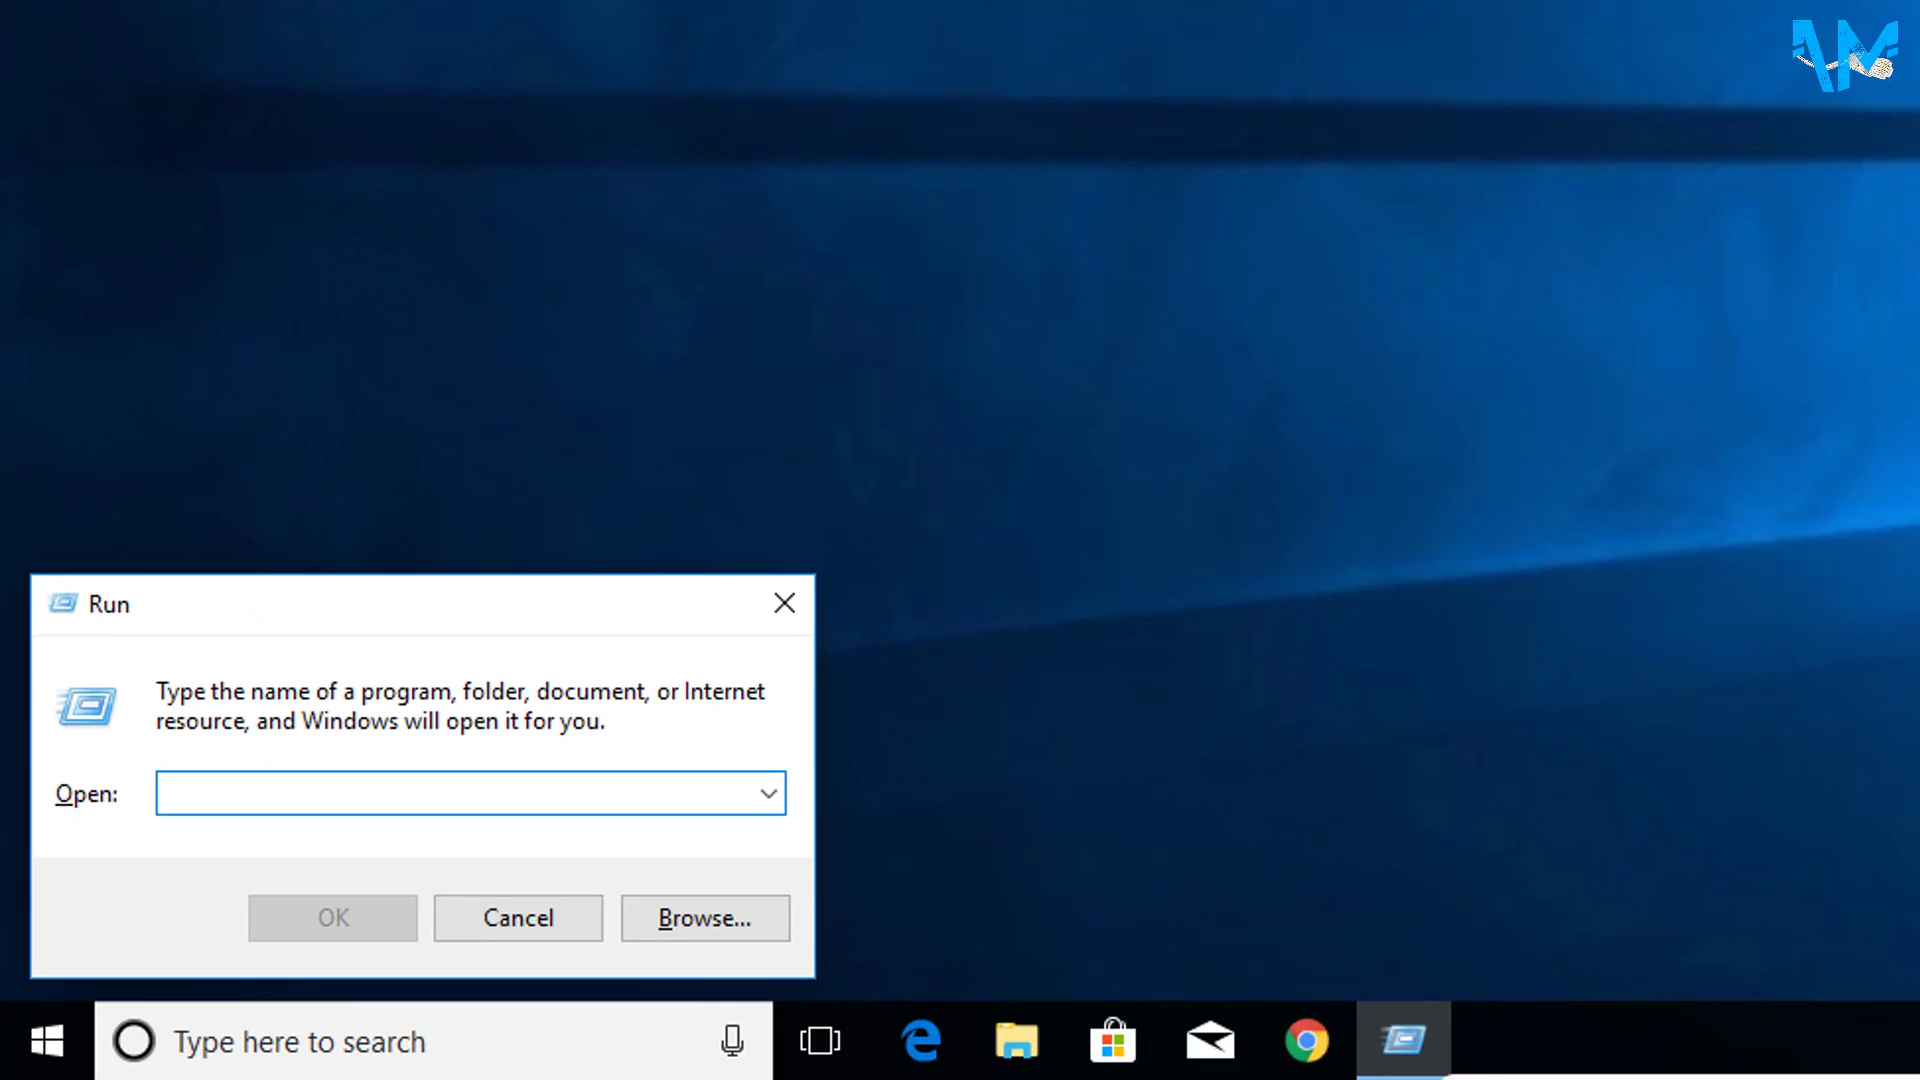 Run
Type the name of a program, folder, document, or Internet
resource, and Windows will open it for you.
Open:
OK
Cancel
Browse...
Type here to search